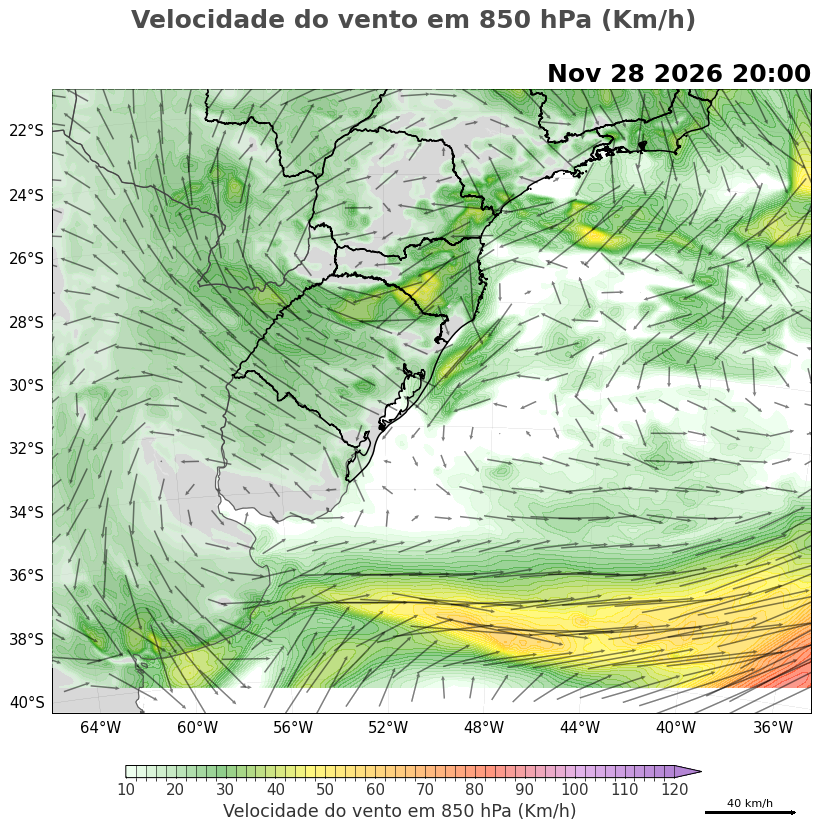 Velocidade do vento em 850 hPa (Km/h)
Nov 28 2026 20:00
22°S
24°S
26°S
28°S
30°S
32°S
34°S
36°S
38°S
40°S
64°W 60°W 56°W 52°W 48°W 44°W 40°W 36°W
10 20 30 40 50 60 70 80 90 100 110 120
Velocidade do vento em 850 hPa (Km/h)
40 km/h